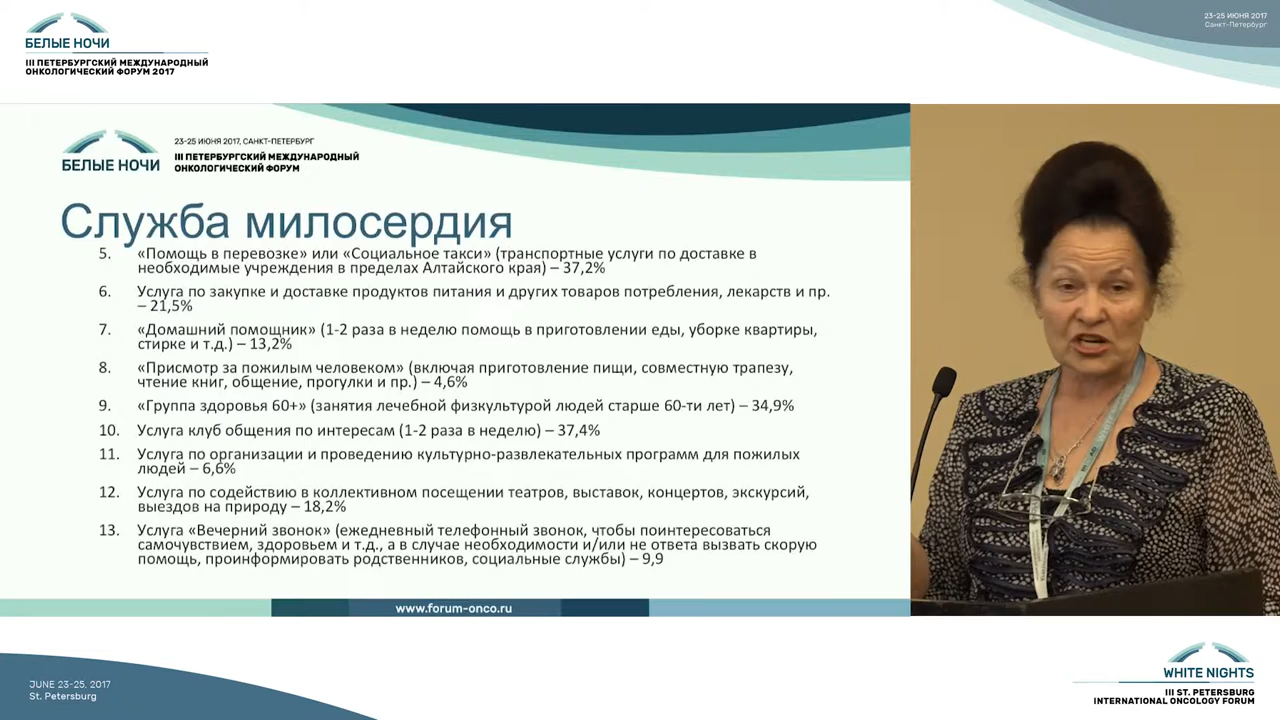 БЕЛЫЕ НОЧИ
III ПЕТЕРБУРГСКИЙ МЕЖДУНАРОДНЫЙ
ОНКОЛОГИЧЕСКИЙ ФОРУМ 2017
23-25 ИЮНЯ 2017
Санкт-Петербург
БЕЛЫЕ НОЧИ
23-25 ИЮНЯ 2017, САНКТ-ПЕТЕРБУРГ
III ПЕТЕРБУРГСКИЙ МЕЖДУНАРОДНЫЙ
ОНКОЛОГИЧЕСКИЙ ФОРУМ
Служба милосердия
5. «Помощь в перевозке» или «Социальное такси» (транспортные услуги по доставке в
необходимые учреждения в пределах Алтайского края) – 37,2%
6. Услуга по закупке и доставке продуктов питания и других товаров потребления, лекарств и пр.
– 21,5%
7. «Домашний помощник» (1-2 раза в неделю помощь в приготовлении еды, уборке квартиры,
стирке и т.д.) – 13,2%
8. «Присмотр за пожилым человеком» (включая приготовление пищи, совместную трапезу,
чтение книг, общение, прогулки и пр.) – 4,6%
9. «Группа здоровья 60+» (занятия лечебной физкультурой людей старше 60-ти лет) – 34,9%
10. Услуга клуб общения по интересам (1-2 раза в неделю) – 37,4%
11. Услуга по организации и проведению культурно-развлекательных программ для пожилых
людей – 6,6%
12. Услуга по содействию в коллективном посещении театров, выставок, концертов, экскурсий,
выездов на природу – 18,2%
13. Услуга «Вечерний звонок» (ежедневный телефонный звонок, чтобы поинтересоваться
самочувствием, здоровьем и т.д., а в случае необходимости и/или не ответа вызвать скорую
помощь, проинформировать родственников, социальные службы) – 9,9
www.forum-onco.ru
JUNE 23-25, 2017
St. Petersburg
WHITE NIGHTS
III ST. PETERSBURG
INTERNATIONAL ONCOLOGY FORUM